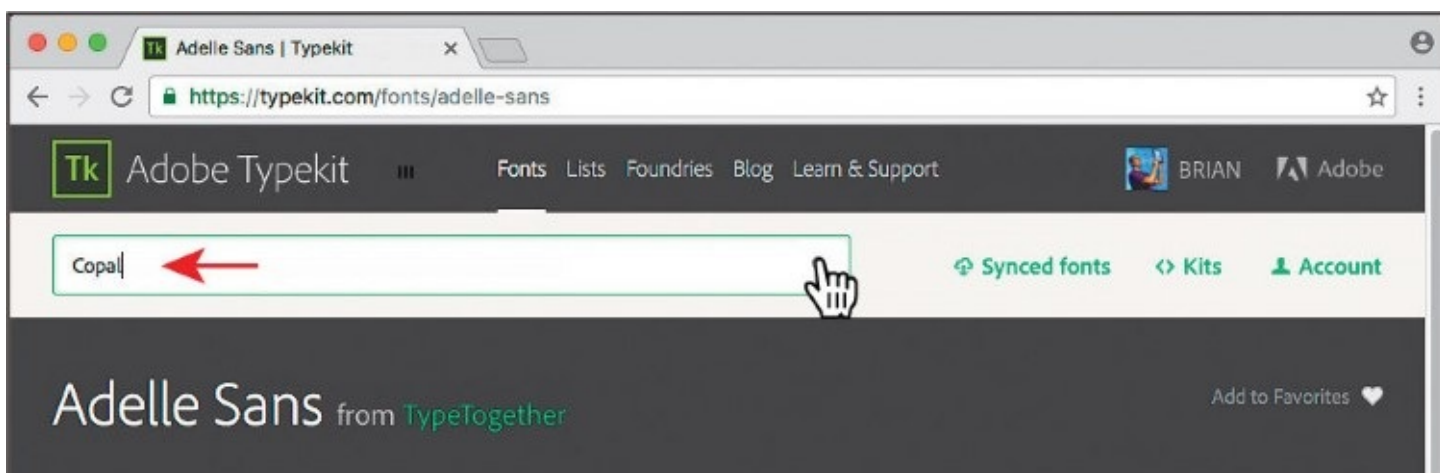 Tk Adelle Sans | Typekit
https://typekit.com/fonts/adelle-sans
Tk Adobe Typekit Fonts Lists Foundries Blog Learn & Support BRIAN Adobe
Copal Synced fonts <> Kits Account
Adelle Sans from TypeTogether Add to Favorites